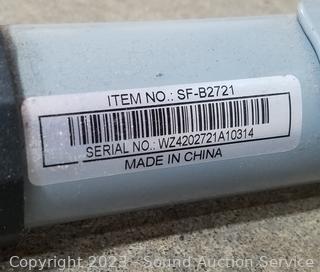 ITEM NO.: SF-B2721
SERIAL NO.: WZ4202721A10314
MADE IN CHINA
Copyright 2023 - Sound Auction Service